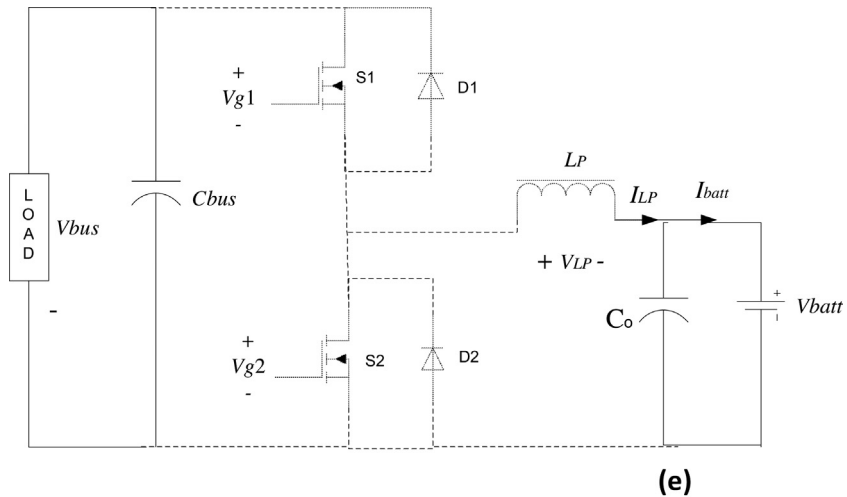 +
Vg1
-
S1
D1
LP
ILP
Ibatt
LOAD
Vbus
-
Cbus
+ VLP -
Co
+
-
Vbatt
+
Vg2
-
S2
D2
(e)